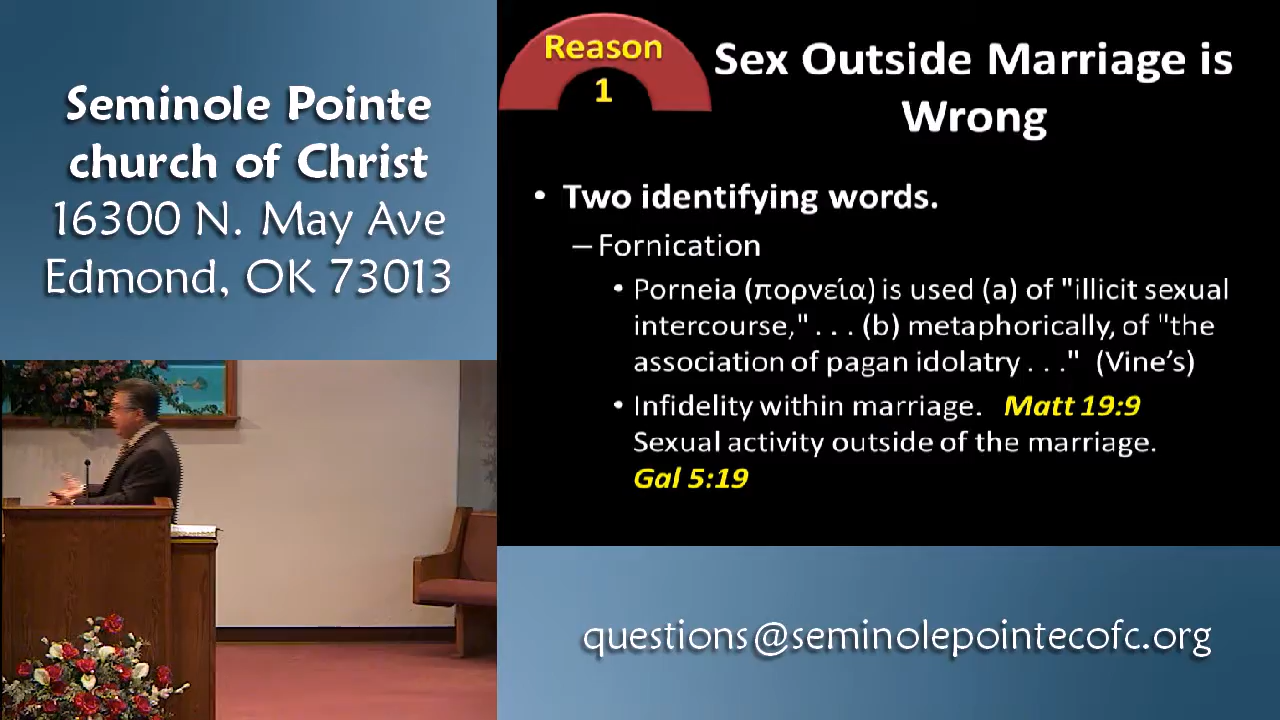 Seminole Pointe
church of Christ
16300 N. May Ave
Edmond, OK 73013
Reason
1
Sex Outside Marriage is
Wrong
• Two identifying words.
– Fornication
• Porneia (πορνεία) is used (a) of "illicit sexual
intercourse," . . . (b) metaphorically, of "the
association of pagan idolatry . . ." (Vine's)
• Infidelity within marriage. Matt 19:9
Sexual activity outside of the marriage.
Gal 5:19
questions@seminolepointecofc.org